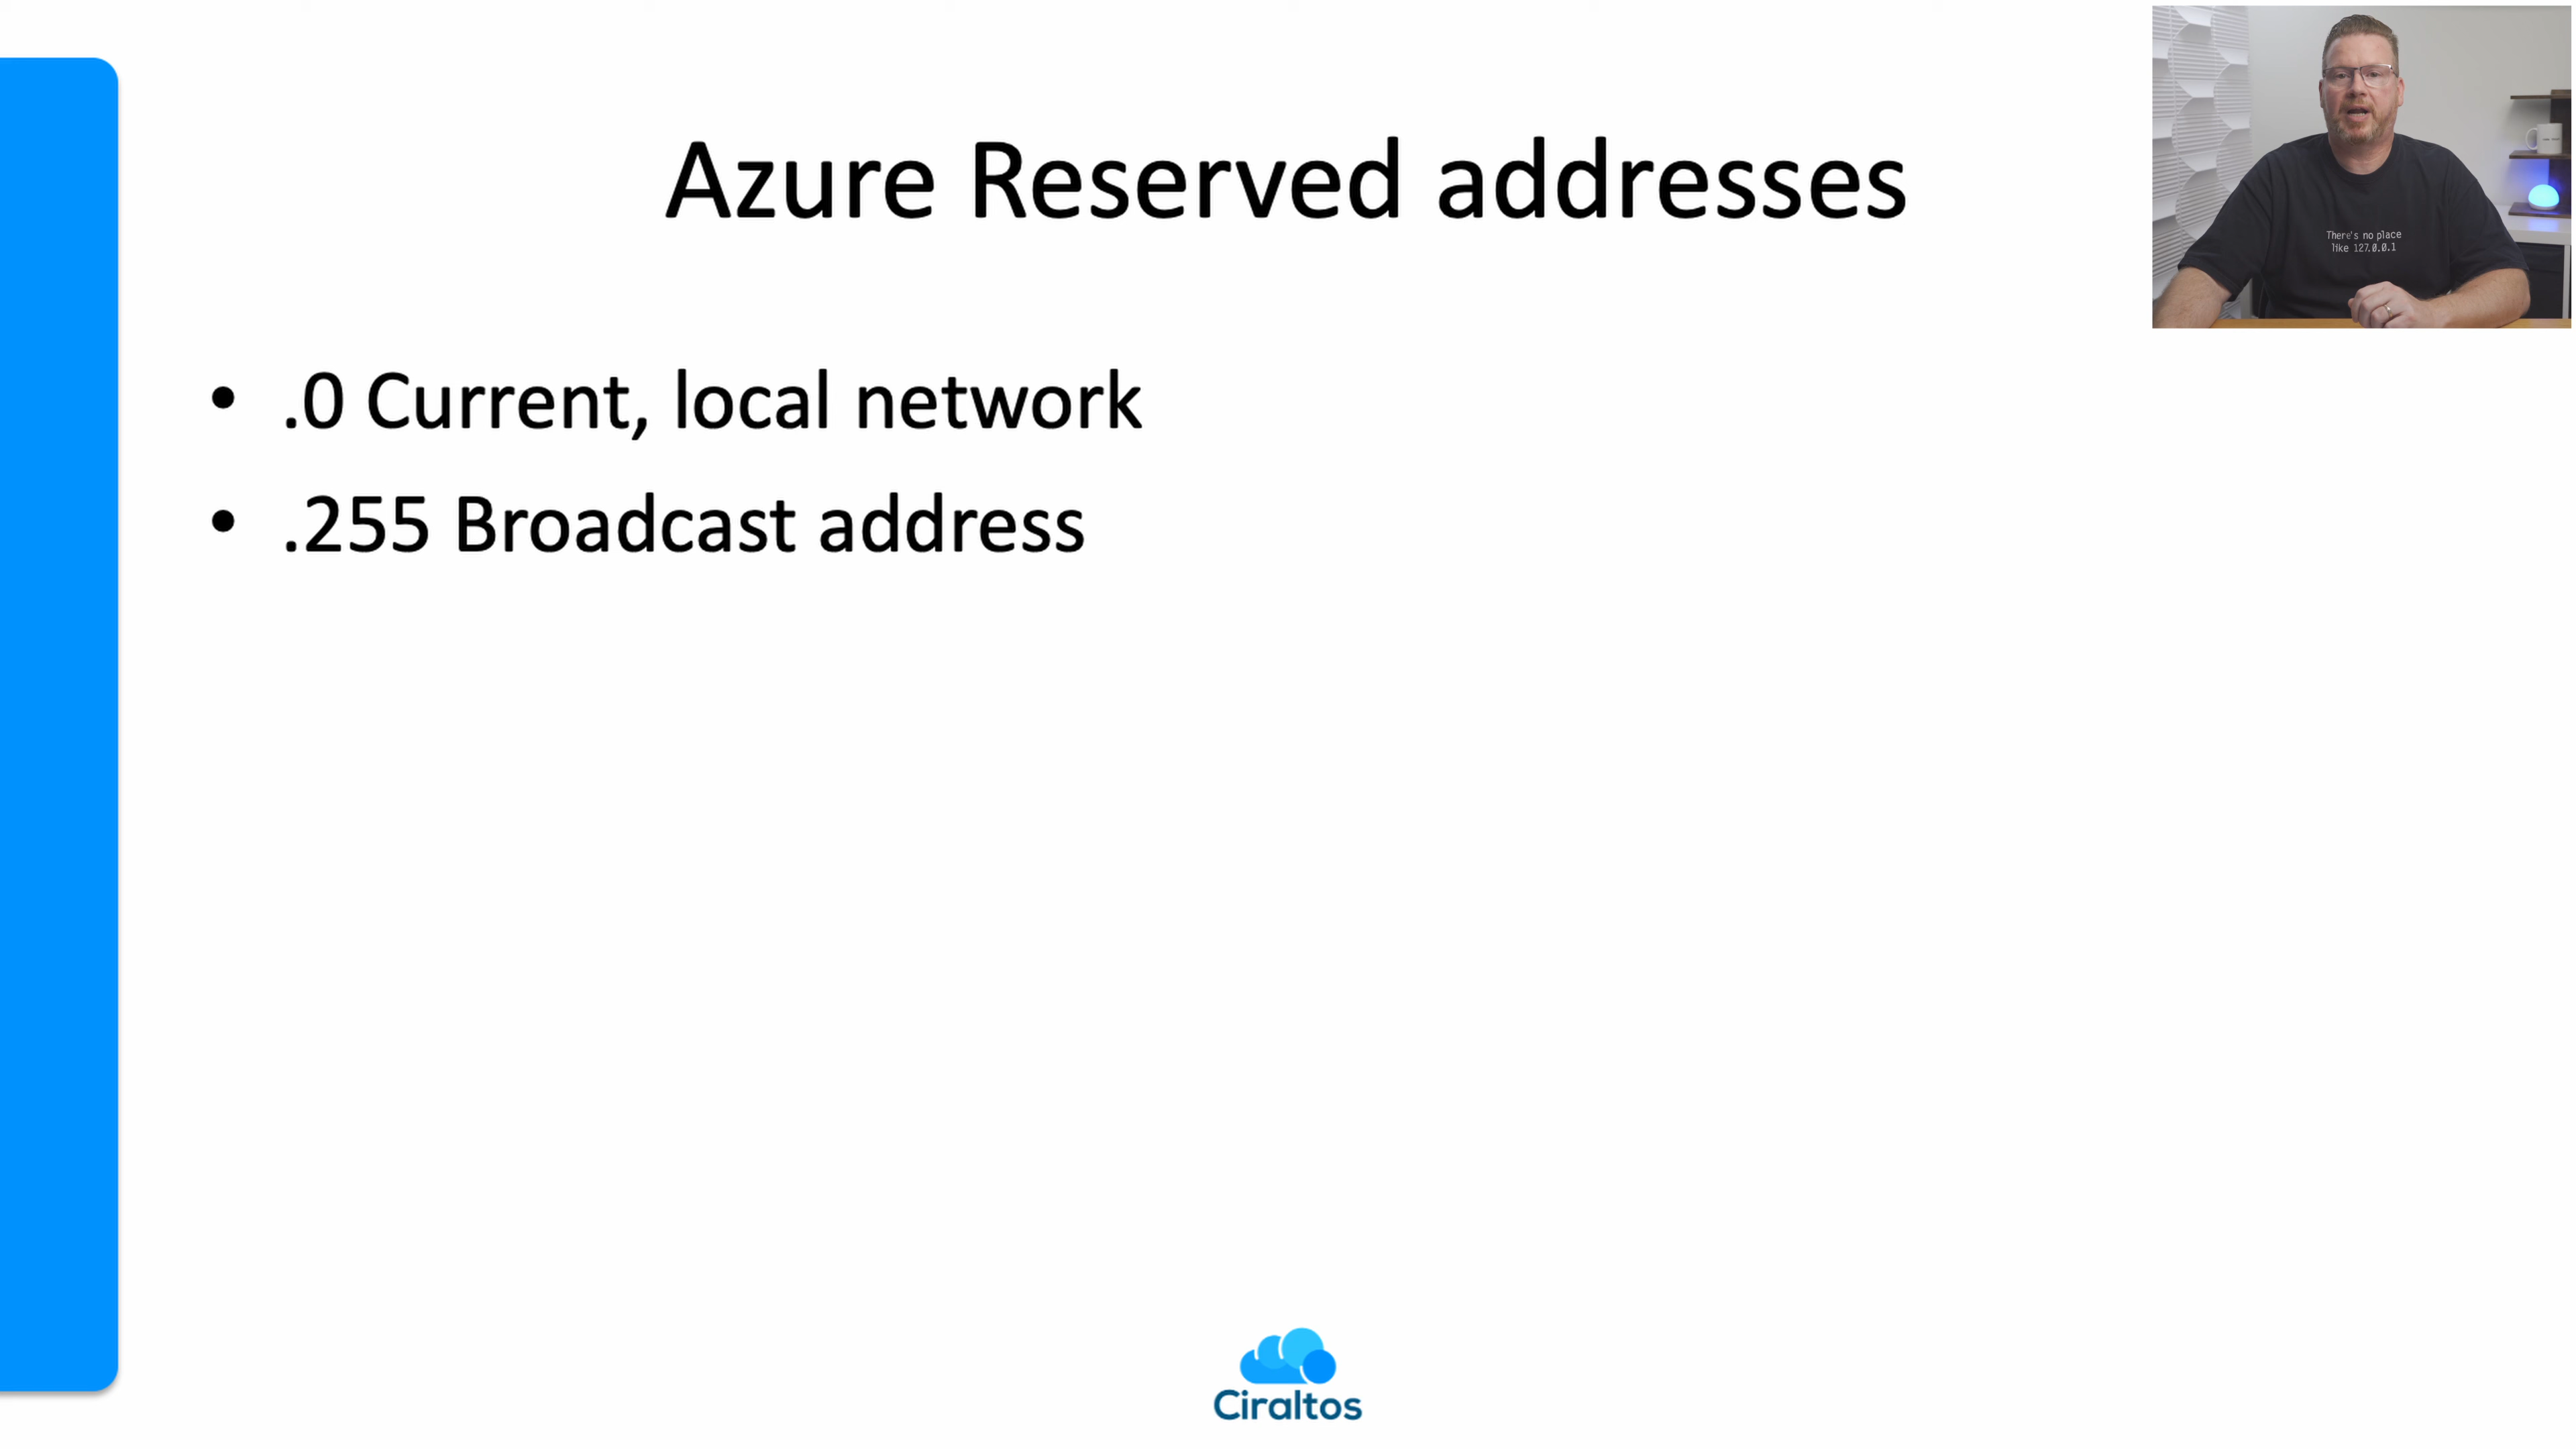 Azure Reserved addresses
There's no place
like 127.0.0.1
• .0 Current, local network
• .255 Broadcast address
Ciraltos